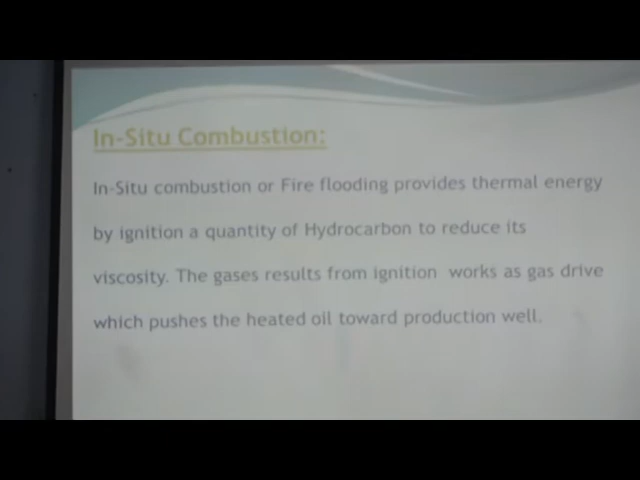 In-Situ Combustion:
In-Situ combustion or Fire flooding provides thermal energy
by ignition a quantity of Hydrocarbon to reduce its
viscosity. The gases results from ignition works as gas drive
which pushes the heated oil toward production well.